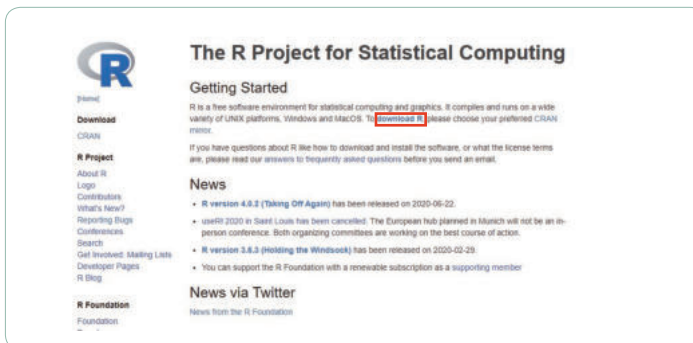 R
[Home]
Download
CRAN
R Project
About R
Logo
Contributors
What's New?
Reporting Bugs
Conferences
Search
Get Involved: Mailing Lists
Developer Pages
R Blog
R Foundation
Foundation
The R Project for Statistical Computing
Getting Started
R is a free software environment for statistical computing and graphics. It compiles and runs on a wide
variety of UNIX platforms, Windows and MacOS. To download R, please choose your preferred CRAN
mirror.
If you have questions about R like how to download and install the software, or what the license terms
are, please read our answers to frequently asked questions before you send an email.
News
• R version 4.0.2 (Taking Off Again) has been released on 2020-06-22.
• useR! 2020 in Saint Louis has been cancelled. The European hub planned in Munich will not be an in-
person conference. Both organizing committees are working on the best course of action.
• R version 3.6.3 (Holding the Windsock) has been released on 2020-02-29.
• You can support the R Foundation with a renewable subscription as a supporting member
News via Twitter
News from the R Foundation